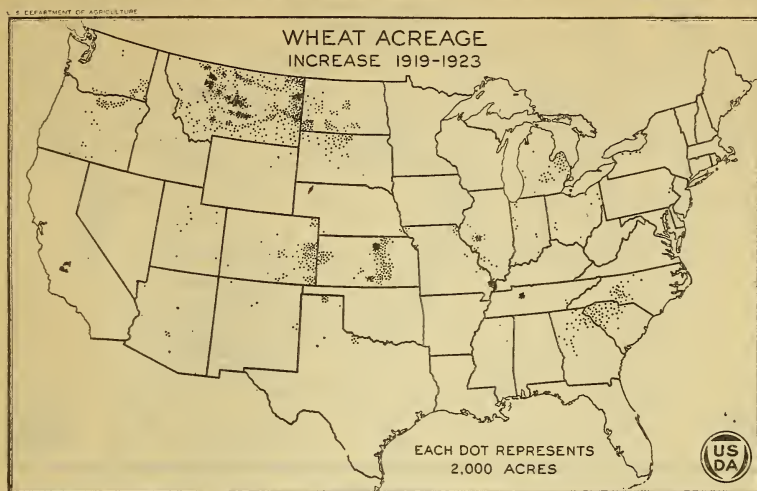 U. S. DEPARTMENT OF AGRICULTURE
WHEAT ACREAGE
INCREASE 1919-1923
EACH DOT REPRESENTS
2,000 ACRES
US
DA